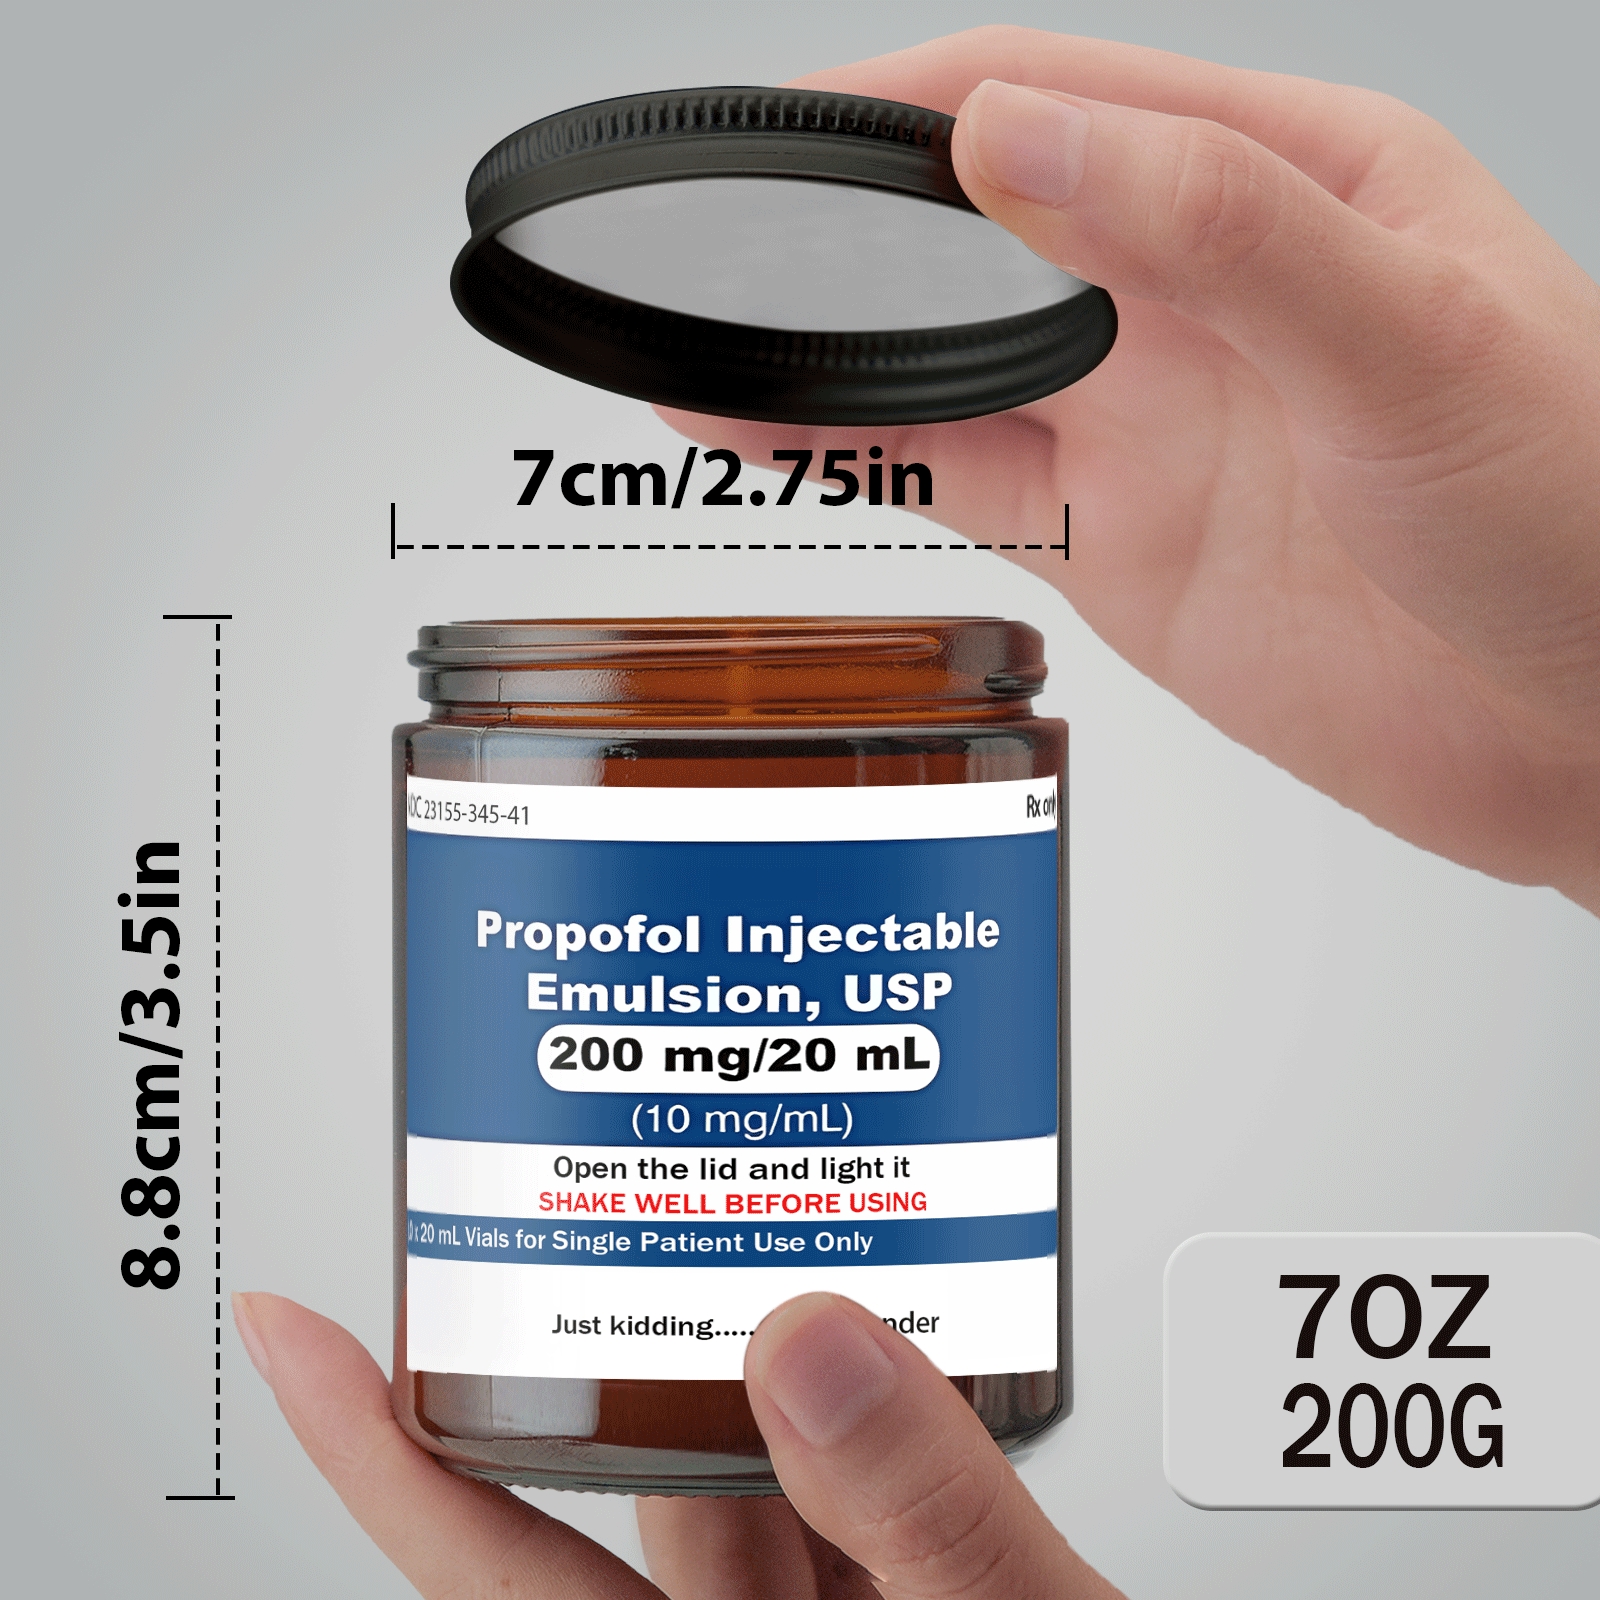 7cm/2.75in
8.8cm/3.5in
23155-345-41
Rx
Propofol Injectable
Emulsion, USP
200 mg/20 mL
(10 mg/mL)
Open the lid and light it
SHAKE WELL BEFORE USING
x 20 mL Vials for Single Patient Use Only
Just kidding.....
7OZ
200G